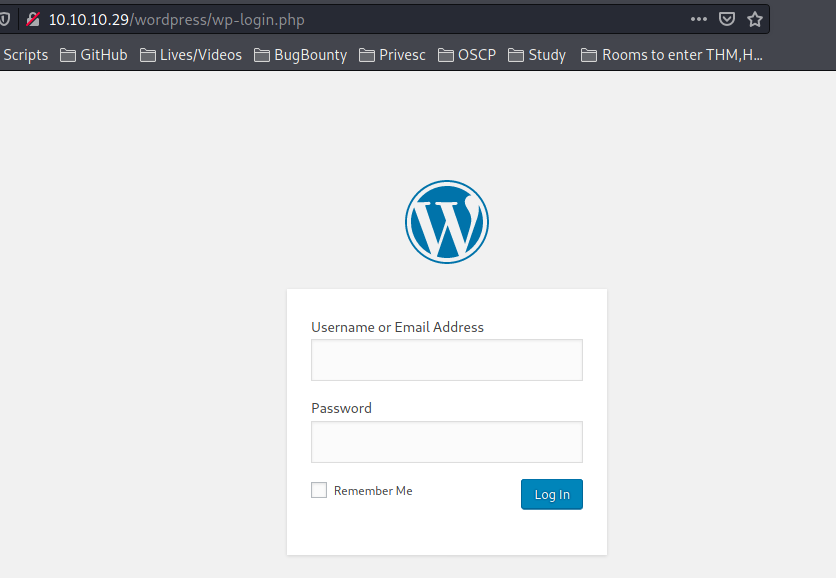 10.10.10.29/wordpress/wp-login.php
Scripts GitHub Lives/Videos BugBounty Privesc OSCP Study Rooms to enter THM,H...
W
Username or Email Address
Password
Remember Me Log In